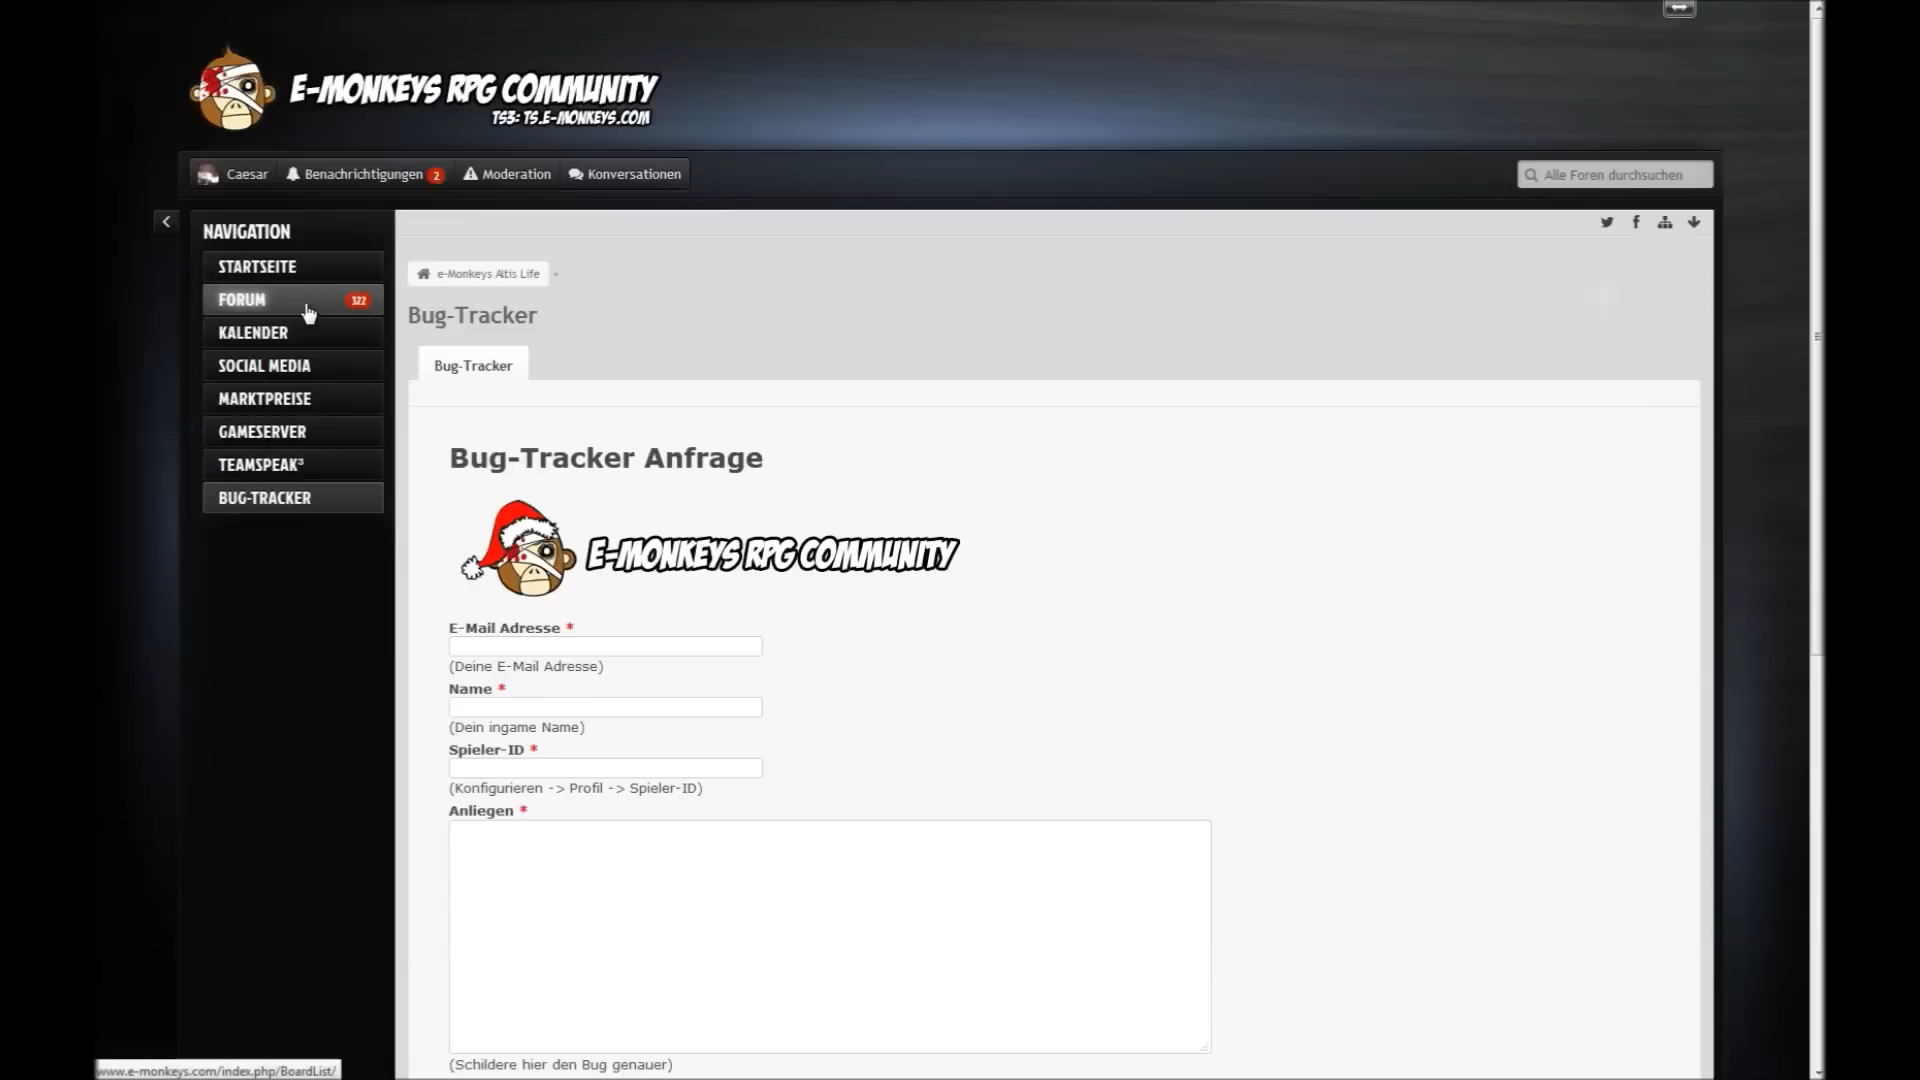 E-MONKEYS RPG COMMUNITY
TS3: TS.E-MONKEYS.COM
Caesar
Benachrichtigungen 2
Moderation
Konversationen
Alle Foren durchsuchen
NAVIGATION
STARTSEITE
FORUM 322
KALENDER
SOCIAL MEDIA
MARKTPREISE
GAMESERVER
TEAMSPEAK³
BUG-TRACKER
e-Monkeys Altis Life »
Bug-Tracker
Bug-Tracker
Bug-Tracker Anfrage
E-MONKEYS RPG COMMUNITY
E-Mail Adresse *
(Deine E-Mail Adresse)
Name *
(Dein ingame Name)
Spieler-ID *
(Konfigurieren -> Profil -> Spieler-ID)
Anliegen *
(Schildere hier den Bug genauer)
www.e-monkeys.com/index.php/BoardList/